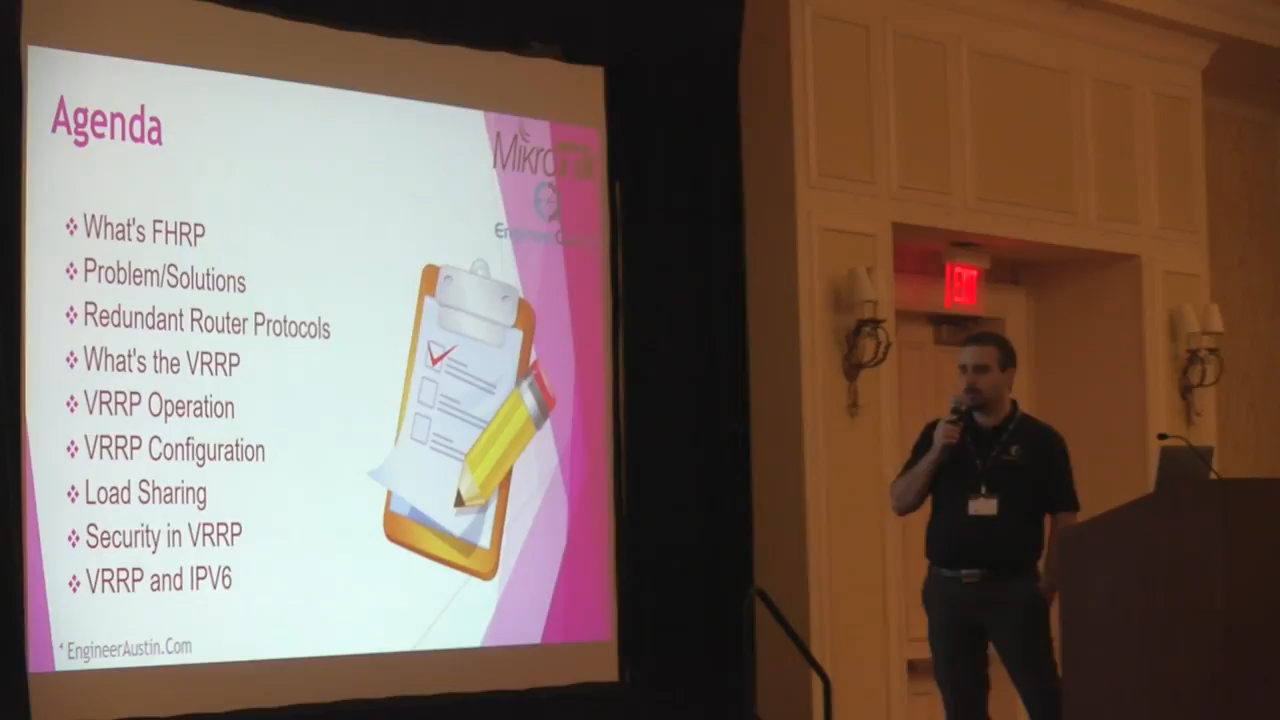 Agenda
What's FHRP
Problem/Solutions
Redundant Router Protocols
What's the VRRP
VRRP Operation
VRRP Configuration
Load Sharing
Security in VRRP
VRRP and IPV6
* EngineerAustin.Com
EXIT